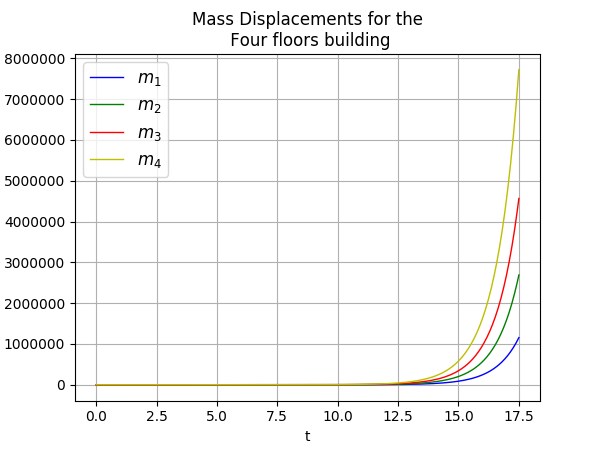 Mass Displacements for the
Four floors building
8000000
7000000
6000000
5000000
4000000
3000000
2000000
1000000
0
m₁
m₂
m₃
m₄
0.0 2.5 5.0 7.5 10.0 12.5 15.0 17.5
t